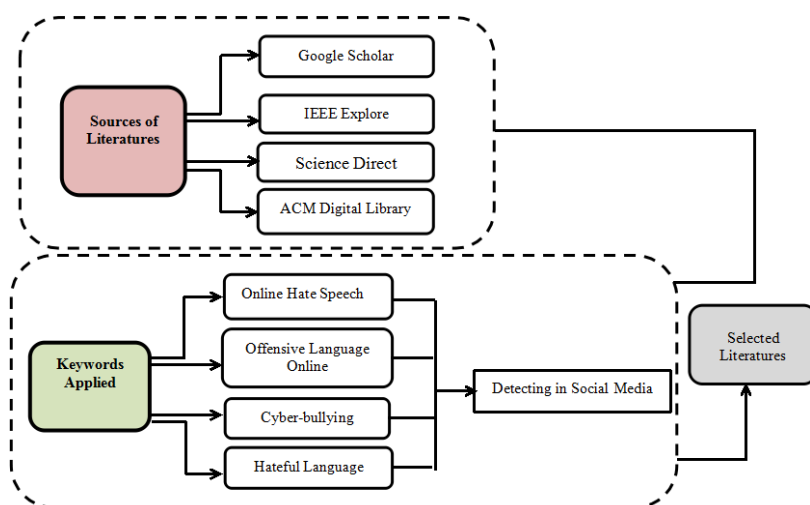 Google Scholar
Sources of
Literatures
IEEE Explore
Science Direct
ACM Digital Library
Online Hate Speech
Keywords
Applied
Offensive Language
Online
Cyber-bullying
Hateful Language
Detecting in Social Media
Selected
Literatures